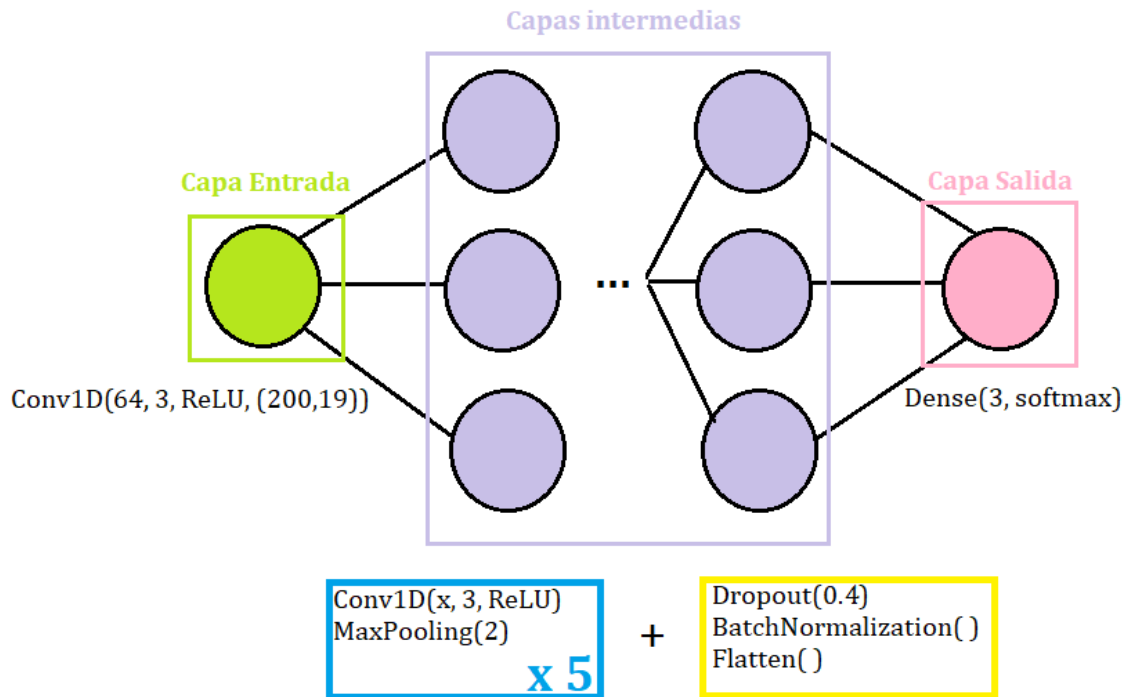 Capas intermedias
Capa Entrada
Capa Salida
...
Conv1D(64, 3, ReLU, (200,19))
Dense(3, softmax)
Conv1D(x, 3, ReLU)
MaxPooling(2)
x 5
+
Dropout(0.4)
BatchNormalization( )
Flatten( )